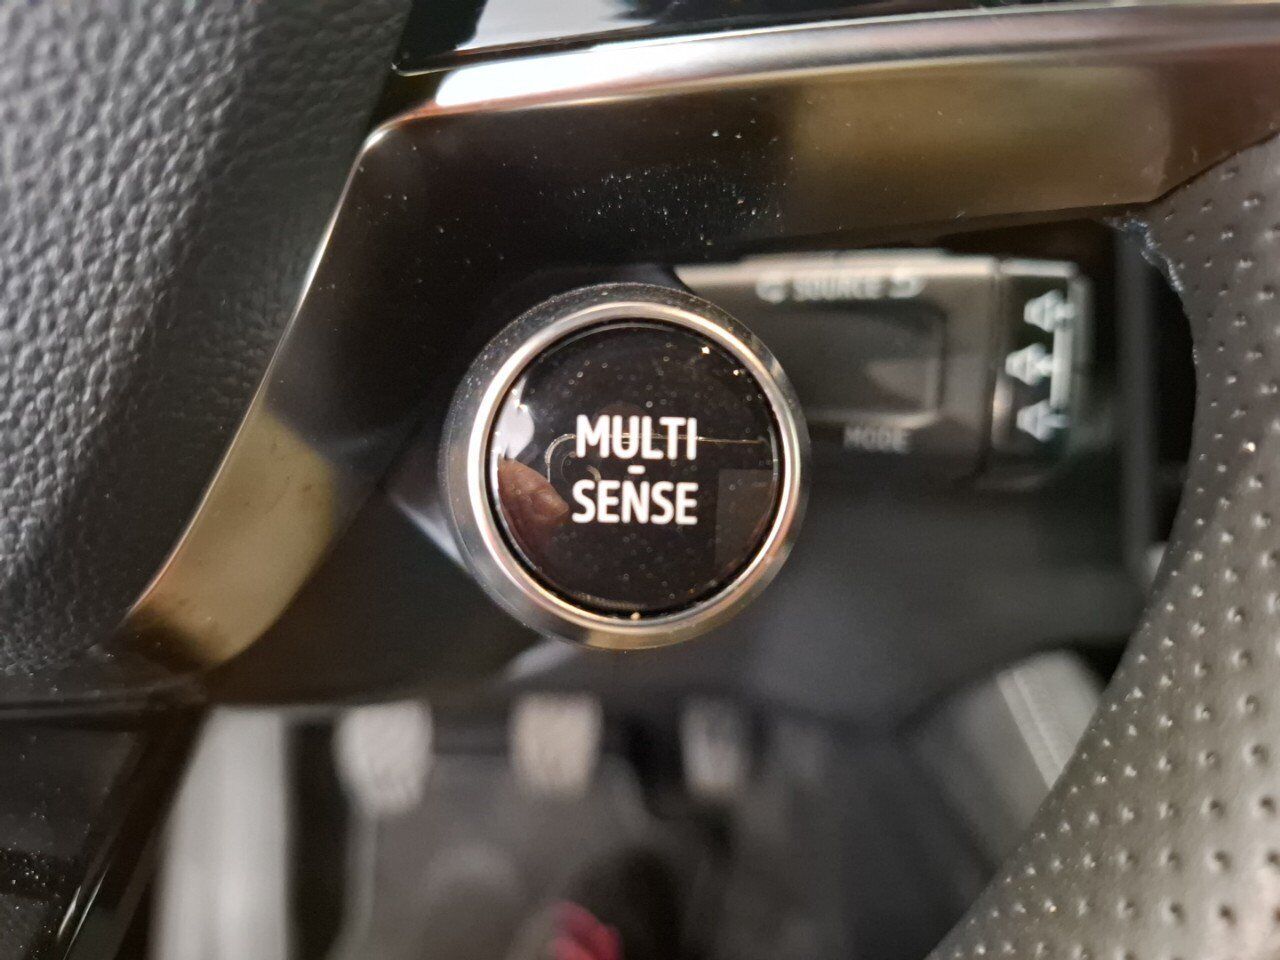 MULTI
-
SENSE
SOURCE
MODE